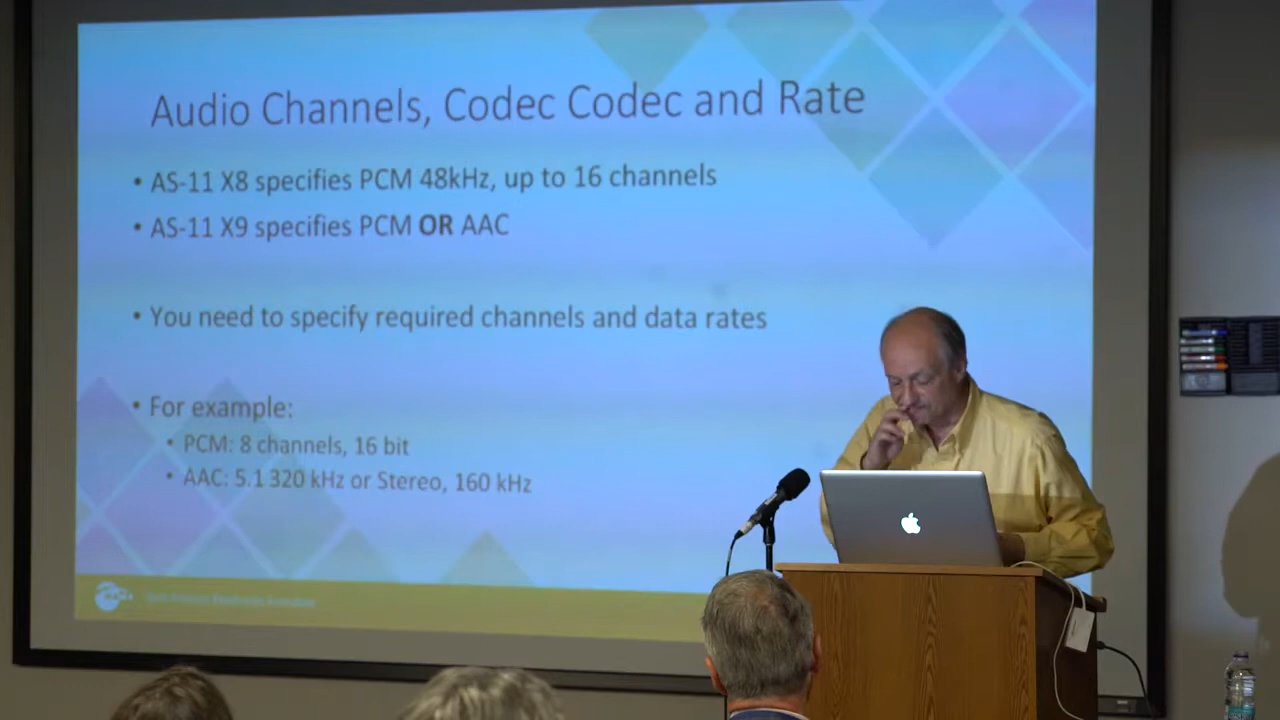 Audio Channels, Codec Codec and Rate
• AS-11 X8 specifies PCM 48kHz, up to 16 channels
• AS-11 X9 specifies PCM OR AAC
• You need to specify required channels and data rates
• For example:
• PCM: 8 channels, 16 bit
• AAC: 5.1 320 kHz or Stereo, 160 kHz